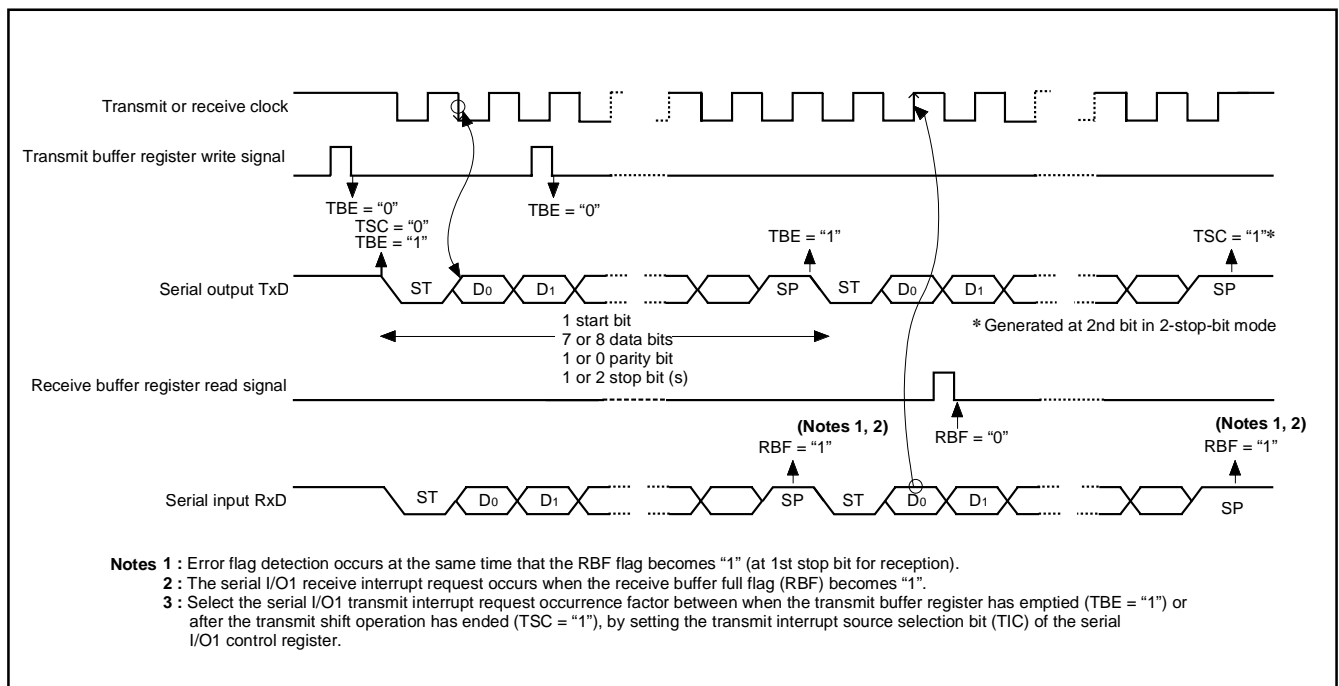 Transmit or receive clock
Transmit buffer register write signal
TBE = “0”
TSC = “0”
TBE = “1”
TBE = “0”
TBE = “1”
TSC = “1”*
Serial output TxD
ST
D0
D1
SP
ST
D0
D1
SP
1 start bit
7 or 8 data bits
1 or 0 parity bit
1 or 2 stop bit (s)
* Generated at 2nd bit in 2-stop-bit mode
Receive buffer register read signal
(Notes 1, 2)
RBF = “1”
RBF = “0”
(Notes 1, 2)
RBF = “1”
Serial input RxD
ST
D0
D1
SP
ST
D0
D1
SP
Notes 1 : Error flag detection occurs at the same time that the RBF flag becomes “1” (at 1st stop bit for reception).
2 : The serial I/O1 receive interrupt request occurs when the receive buffer full flag (RBF) becomes “1”.
3 : Select the serial I/O1 transmit interrupt request occurrence factor between when the transmit buffer register has emptied (TBE = “1”) or
after the transmit shift operation has ended (TSC = “1”), by setting the transmit interrupt source selection bit (TIC) of the serial
I/O1 control register.